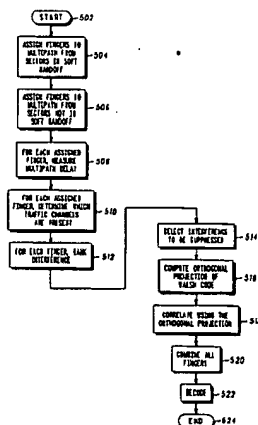 START
502
ASSIGN FINGERS TO
MULTIPATH FROM
SECTORS IN SOFT
HANDOFF
504
ASSIGN FINGERS TO
MULTIPATH FROM
SECTORS NOT IN
SOFT HANDOFF
506
FOR EACH ASSIGNED
FINGER, MEASURE
MULTIPATH DELAY
508
FOR EACH ASSIGNED
FINGER, DETERMINE WHICH
TRAFFIC CHANNELS
ARE PRESENT
510
FOR EACH FINGER, RANK
INTERFERENCE
512
SELECT INTERFERENCE
TO BE SUPPRESSED
514
COMPUTE ORTHOGONAL
PROJECTION OF
WALSH CODE
CORRELATE USING THE
ORTHOGONAL PROJECTION
COMBINE ALL
FINGERS
520
DECODE
522
END
524